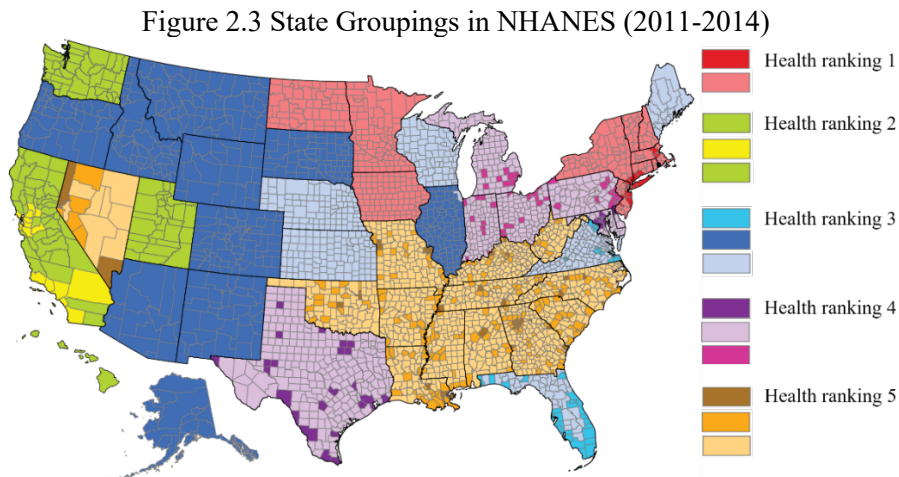 Figure 2.3 State Groupings in NHANES (2011-2014)
Health ranking 1
Health ranking 2
Health ranking 3
Health ranking 4
Health ranking 5